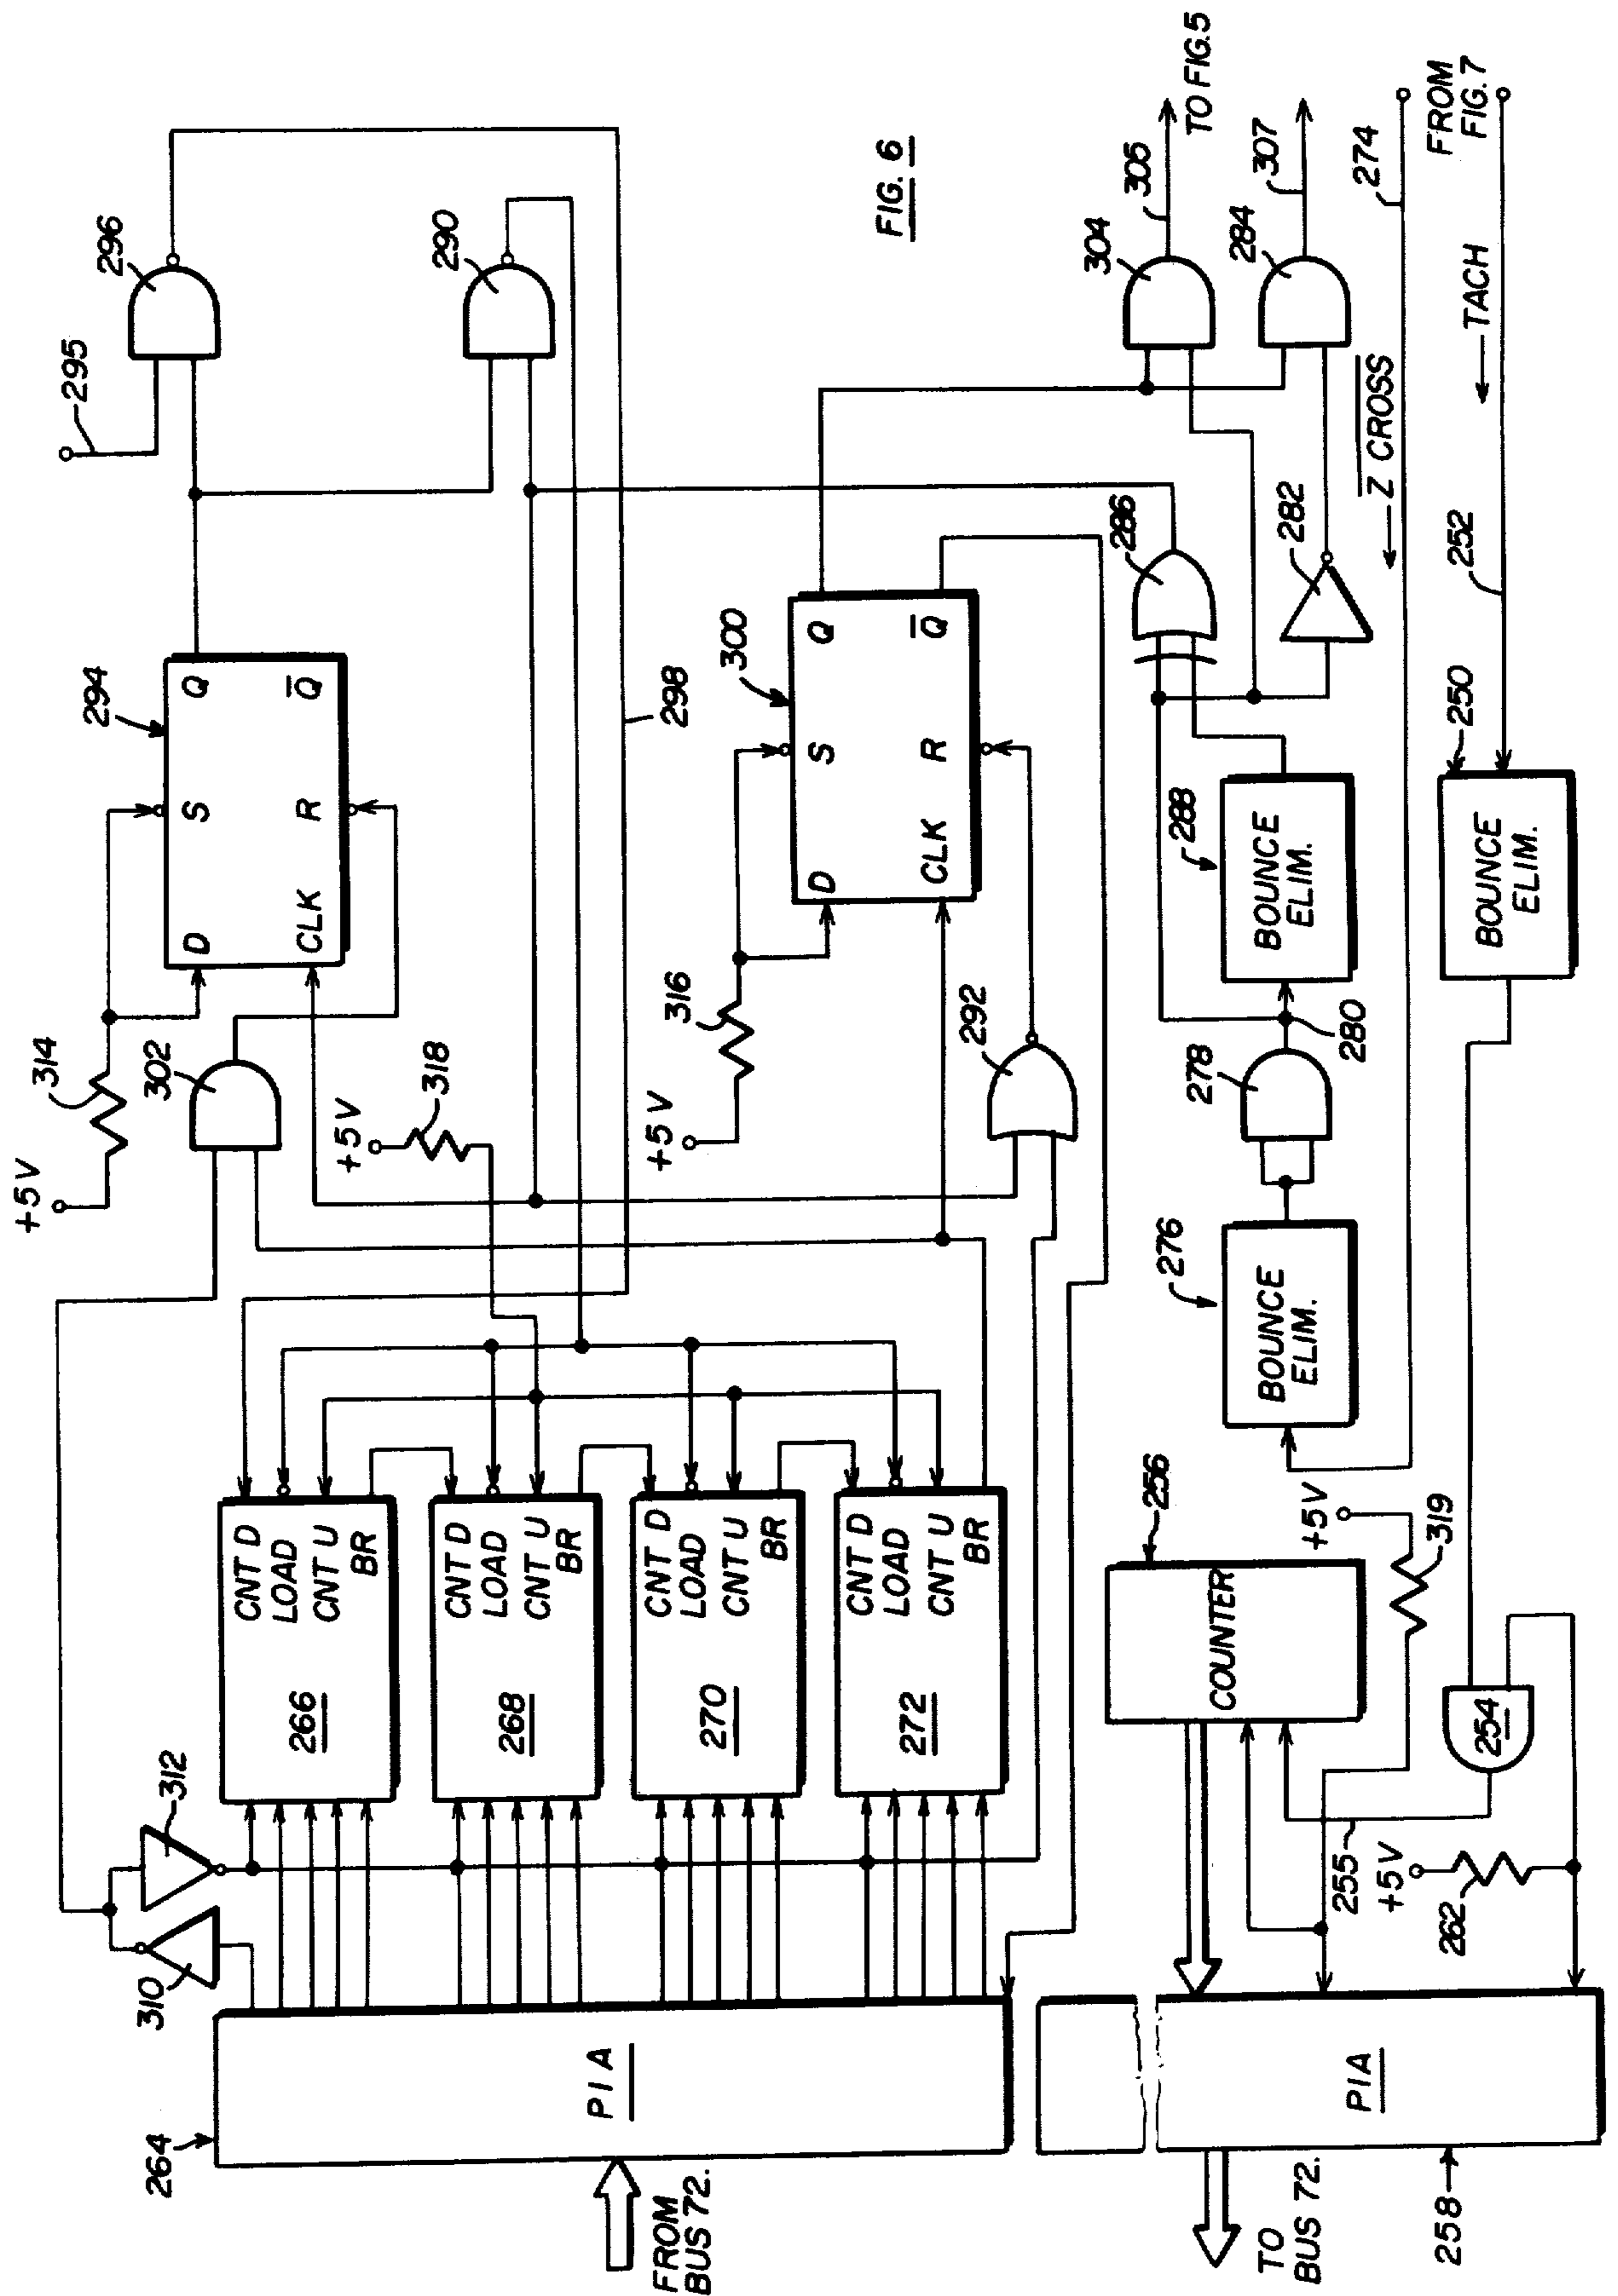 FIG. 6
+5V
314
302
294
D
S
Q
CLK
R
Q
295
296
290
298
310
312
264
PIA
FROM
BUS 72.
266
CNT D
LOAD
CNT U
BR
268
CNT D
LOAD
CNT U
BR
270
CNT D
LOAD
CNT U
BR
272
CNT D
LOAD
CNT U
BR
+5V
318
+5V
316
300
D
S
Q
CLK
R
Q
292
304
305
TO FIG.5
284
307
286
282
288
BOUNCE
ELIM.
280
278
276
BOUNCE
ELIM.
Z CROSS
274
FROM
FIG.7
TACH
252
250
BOUNCE
ELIM.
256
COUNTER
+5V
319
254
255
+5V
262
PIA
TO
BUS 72.
258